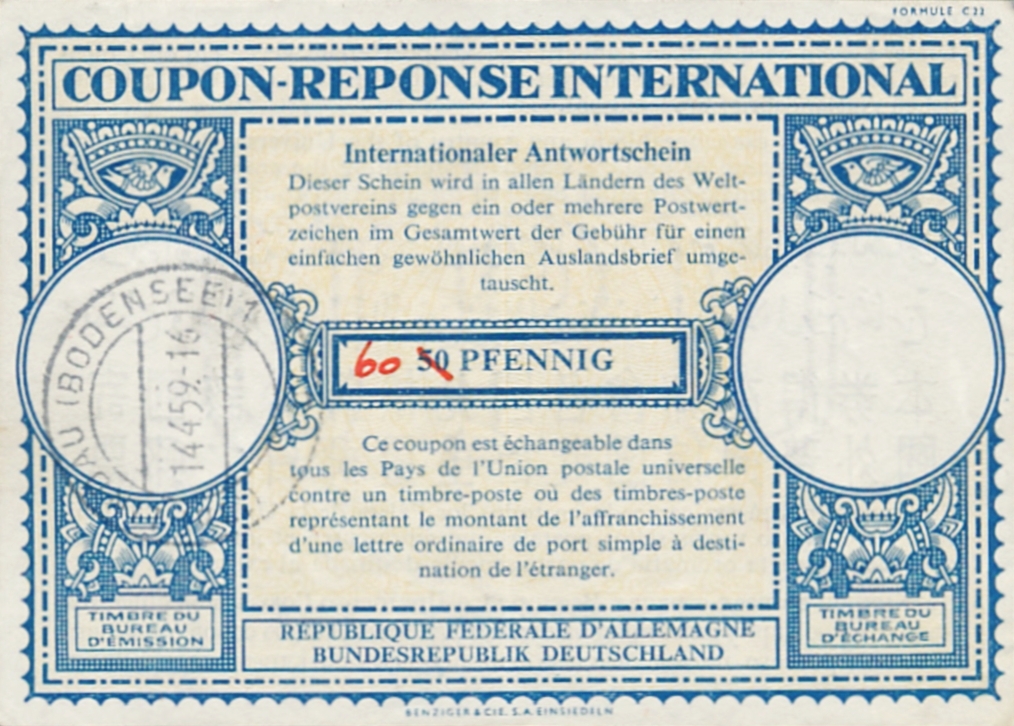 FORMULE C22
COUPON-REPONSE INTERNATIONAL
Internationaler Antwortschein
Dieser Schein wird in allen Ländern des Welt-
postvereins gegen ein oder mehrere Postwert-
zeichen im Gesamtwert der Gebühr für einen
einfachen gewöhnlichen Auslandsbrief umge-
tauscht.
(BODENSEE) 1
14.4.59.-16
60 50 PFENNIG
Ce coupon est échangeable dans
tous les Pays de l'Union postale universelle
contre un timbre-poste ou des timbres-poste
représentant le montant de l'affranchissement
d'une lettre ordinaire de port simple à desti-
nation de l'étranger.
TIMBRE DU
BUREAU
D'ÉMISSION
TIMBRE DU
BUREAU
D'ÉCHANGE
RÉPUBLIQUE FÉDÉRALE D'ALLEMAGNE
BUNDESREPUBLIK DEUTSCHLAND
BENZIGER & CIE. S.A. EINSIEDELN